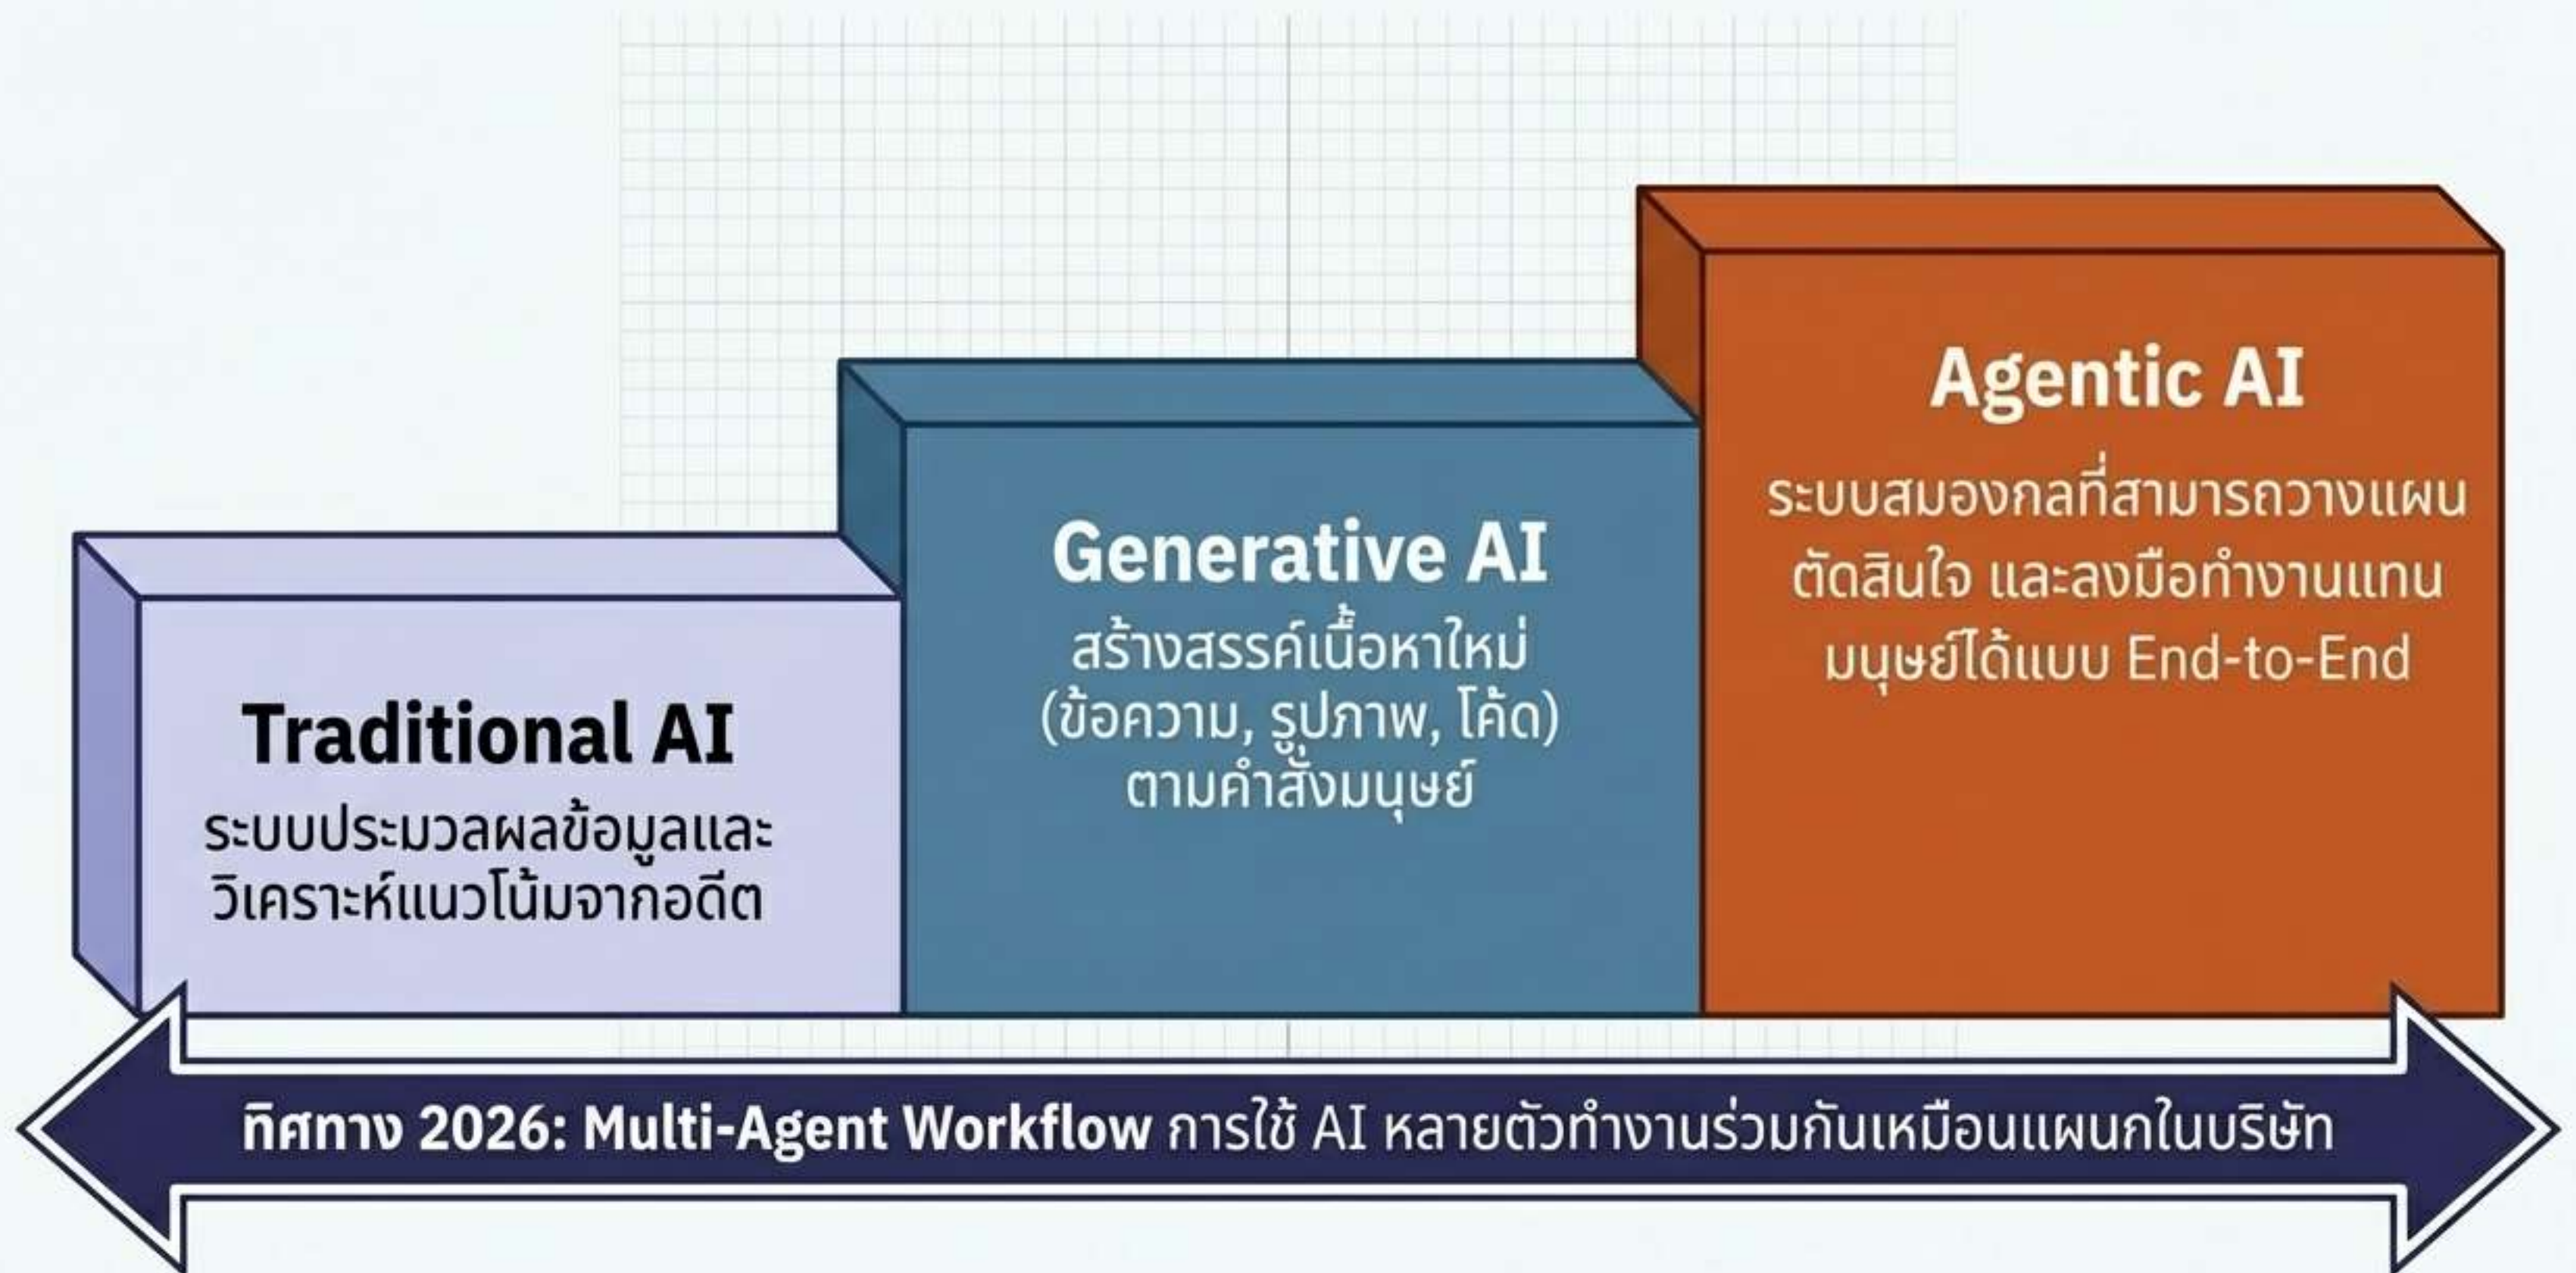 Traditional AI
ระบบประมวลผลข้อมูลและ
วิเคราะห์แนวโน้มจากอดีต
Generative AI
สร้างสรรค์เนื้อหาใหม่
(ข้อความ, รูปภาพ, โค้ด)
ตามคำสั่งมนุษย์
Agentic AI
ระบบสมองกลที่สามารถวางแผน
ตัดสินใจ และลงมือทำงานแทน
มนุษย์ได้แบบ End-to-End
ทิศทาง 2026: Multi-Agent Workflow การใช้ AI หลายตัวทำงานร่วมกันเหมือนแผนกในบริษัท